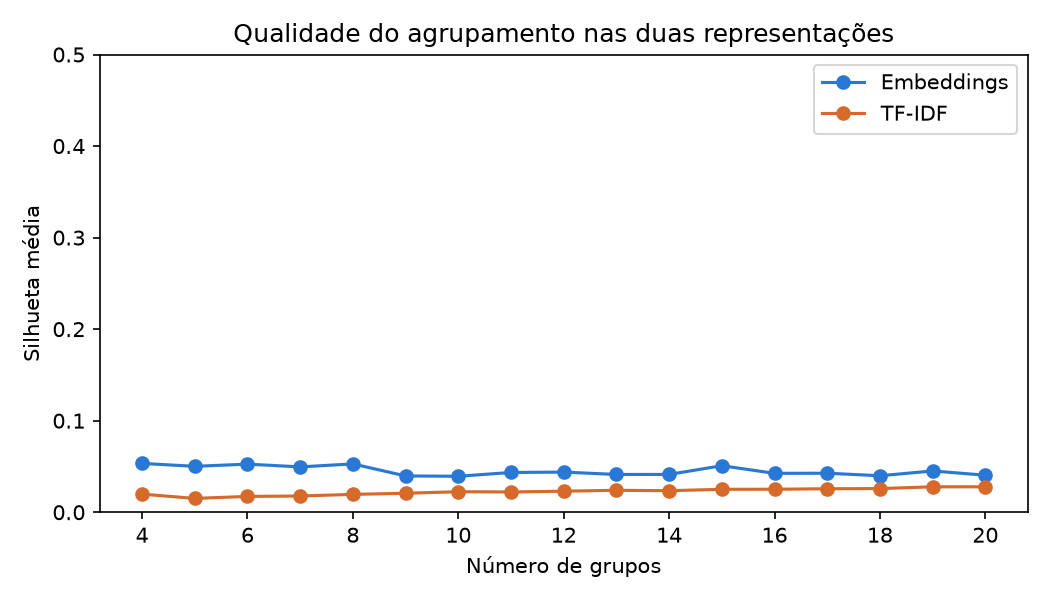 Qualidade do agrupamento nas duas representações
0.5
0.4
0.3
0.2
0.1
0.0
Silhueta média
Embeddings
TF-IDF
4 6 8 10 12 14 16 18 20
Número de grupos